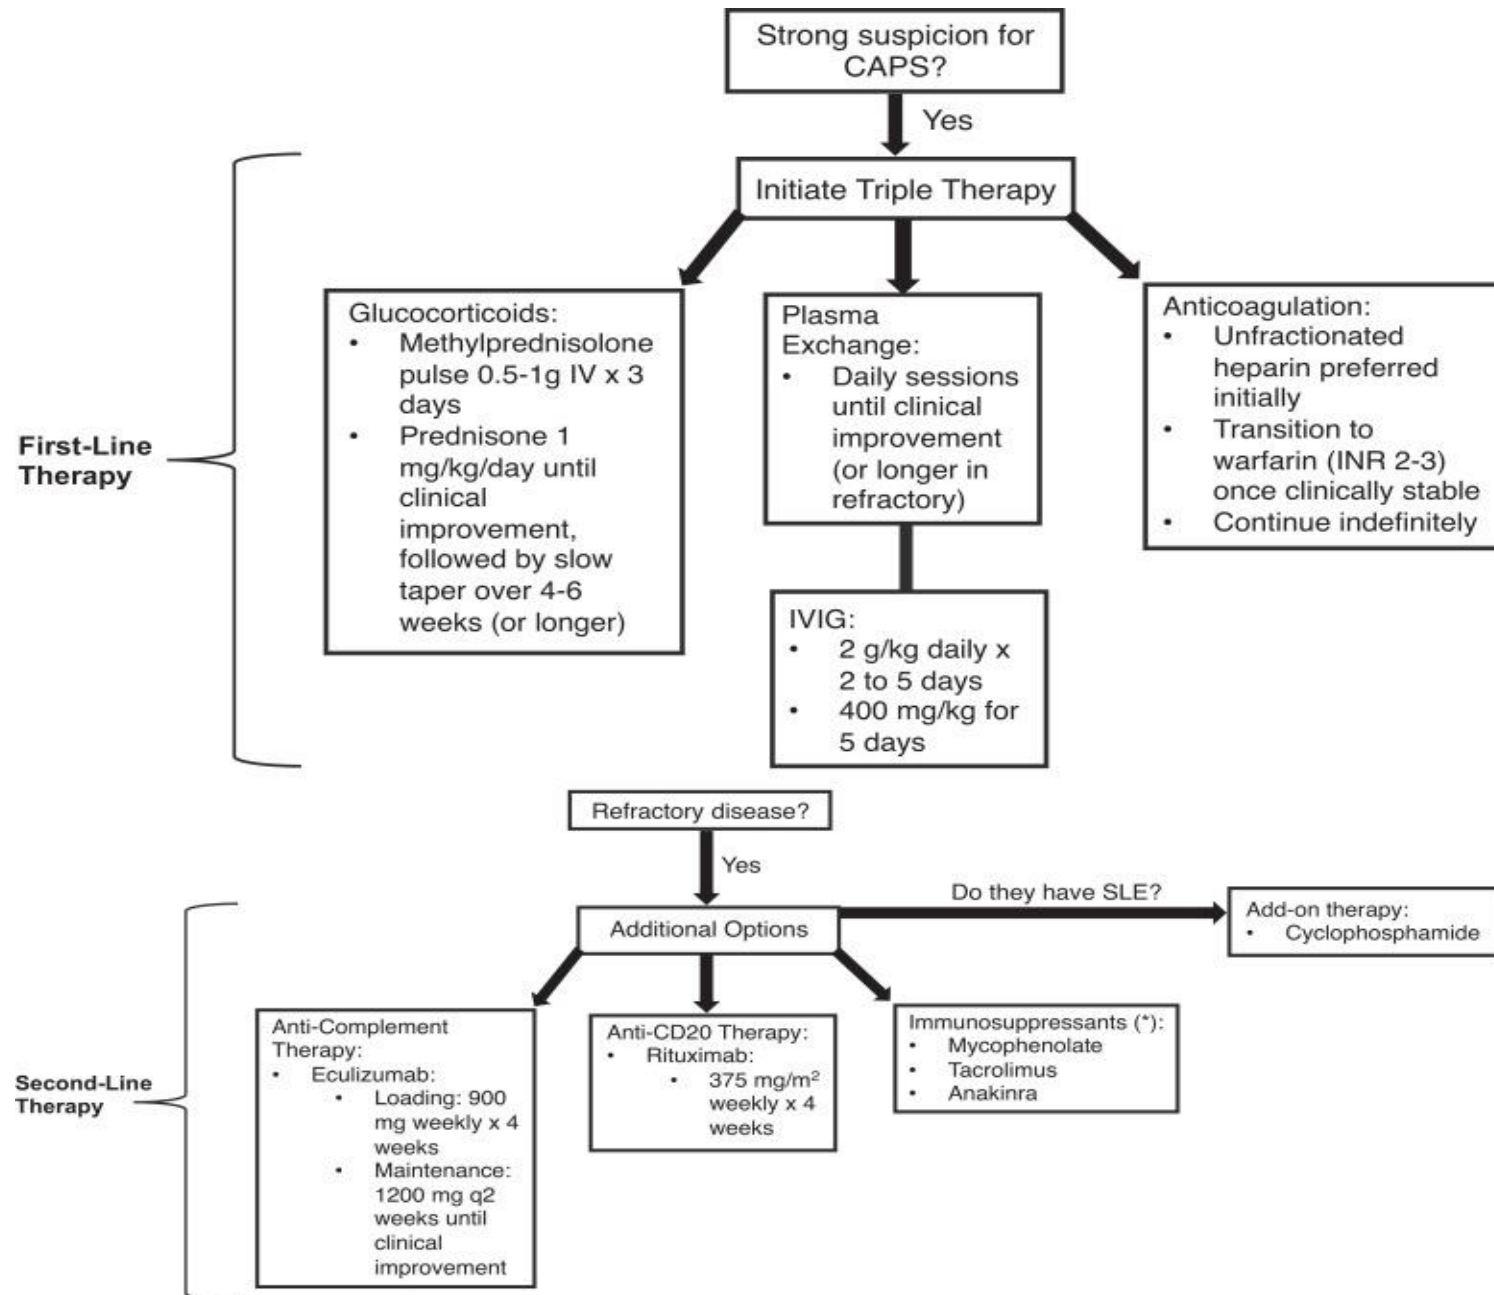 Strong suspicion for
CAPS?
Yes
Initiate Triple Therapy
First-Line
Therapy
Glucocorticoids:
• Methylprednisolone
pulse 0.5-1g IV x 3
days
• Prednisone 1
mg/kg/day until
clinical
improvement,
followed by slow
taper over 4-6
weeks (or longer)
Plasma
Exchange:
• Daily sessions
until clinical
improvement
(or longer in
refractory)
Anticoagulation:
• Unfractionated
heparin preferred
initially
• Transition to
warfarin (INR 2-3)
once clinically stable
• Continue indefinitely
IVIG:
• 2 g/kg daily x
2 to 5 days
• 400 mg/kg for
5 days
Refractory disease?
Yes
Do they have SLE?
Additional Options
Add-on therapy:
• Cyclophosphamide
Second-Line
Therapy
Anti-Complement
Therapy:
• Eculizumab:
• Loading: 900
mg weekly x 4
weeks
• Maintenance:
1200 mg q2
weeks until
clinical
improvement
Anti-CD20 Therapy:
• Rituximab:
• 375 mg/m²
weekly x 4
weeks
Immunosuppressants (*):
• Mycophenolate
• Tacrolimus
• Anakinra